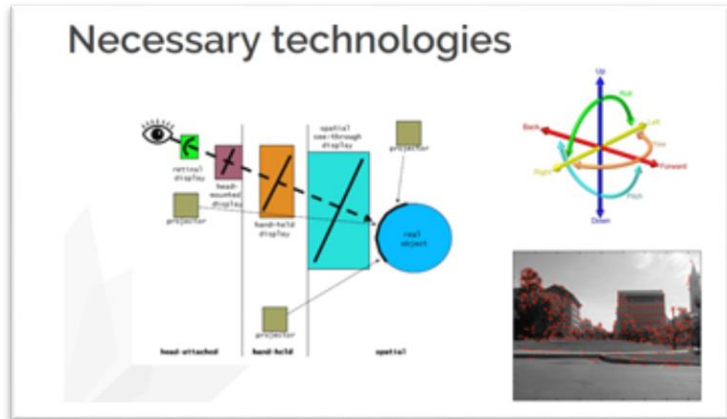 Necessary technologies
spatial
see-through
display
projector
retinal
display
head-
mounted
display
projector
hand-held
display
real
object
projector
head-attached
hand-held
spatial
Up
Roll
Back
Left
Yaw
Right
Forward
Pitch
Down